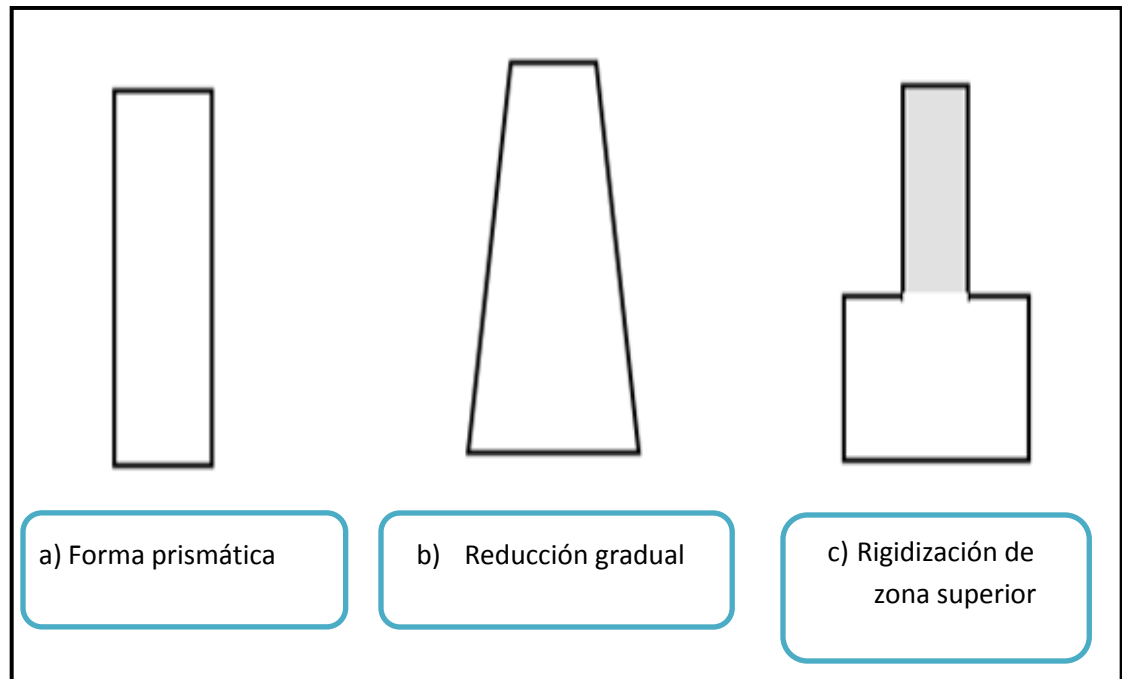 a) Forma prismática
b) Reducción gradual
c) Rigidización de
zona superior